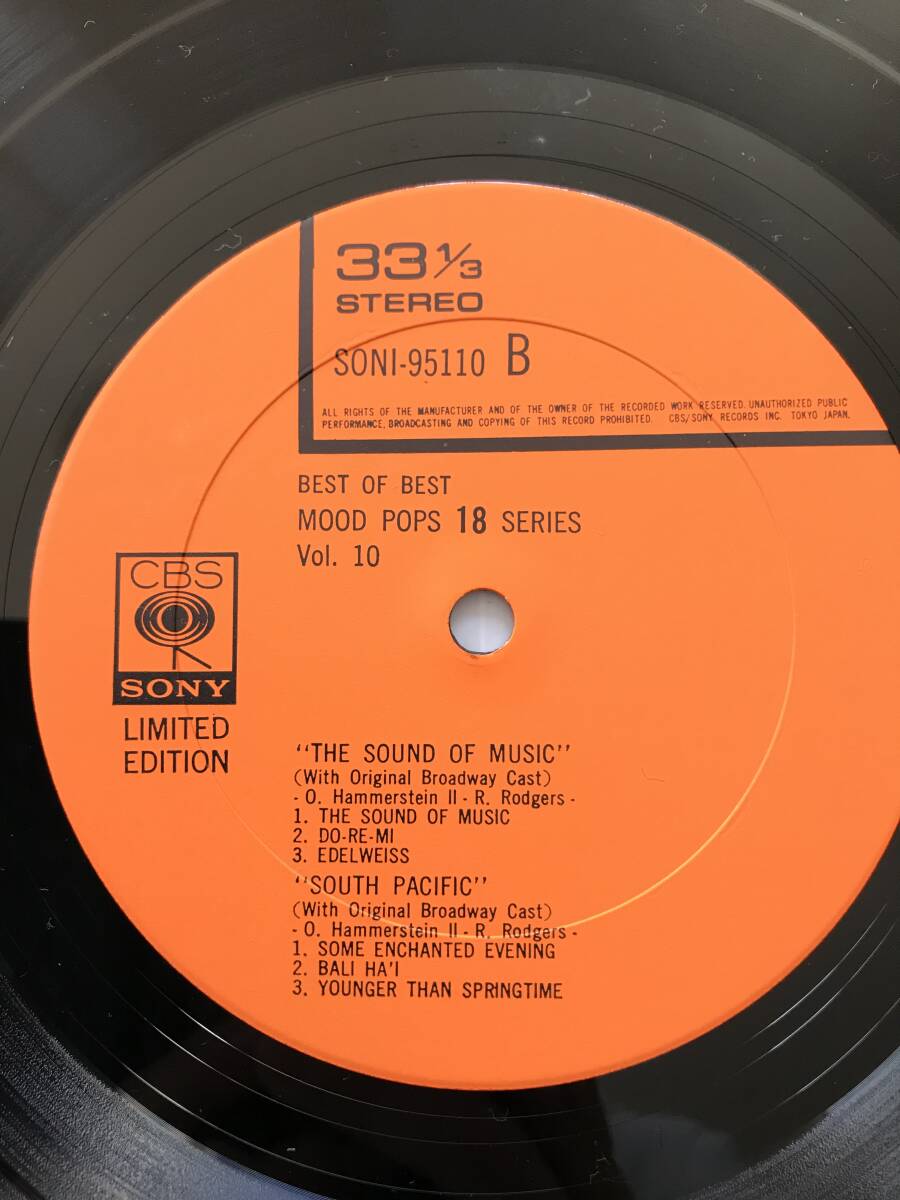 33 1/3
STEREO
SONI-95110 B
ALL RIGHTS OF THE MANUFACTURER AND OF THE OWNER OF THE RECORDED WORK RESERVED. UNAUTHORIZED PUBLIC
PERFORMANCE, BROADCASTING AND COPYING OF THIS RECORD PROHIBITED. CBS/SONY RECORDS INC. TOKYO JAPAN.
BEST OF BEST
MOOD POPS 18 SERIES
Vol. 10
CBS
SONY
LIMITED
EDITION
"THE SOUND OF MUSIC"
(With Original Broadway Cast)
- O. Hammerstein II - R. Rodgers -
1. THE SOUND OF MUSIC
2. DO-RE-MI
3. EDELWEISS
"SOUTH PACIFIC"
(With Original Broadway Cast)
- O. Hammerstein II - R. Rodgers -
1. SOME ENCHANTED EVENING
2. BALI HA'I
3. YOUNGER THAN SPRINGTIME